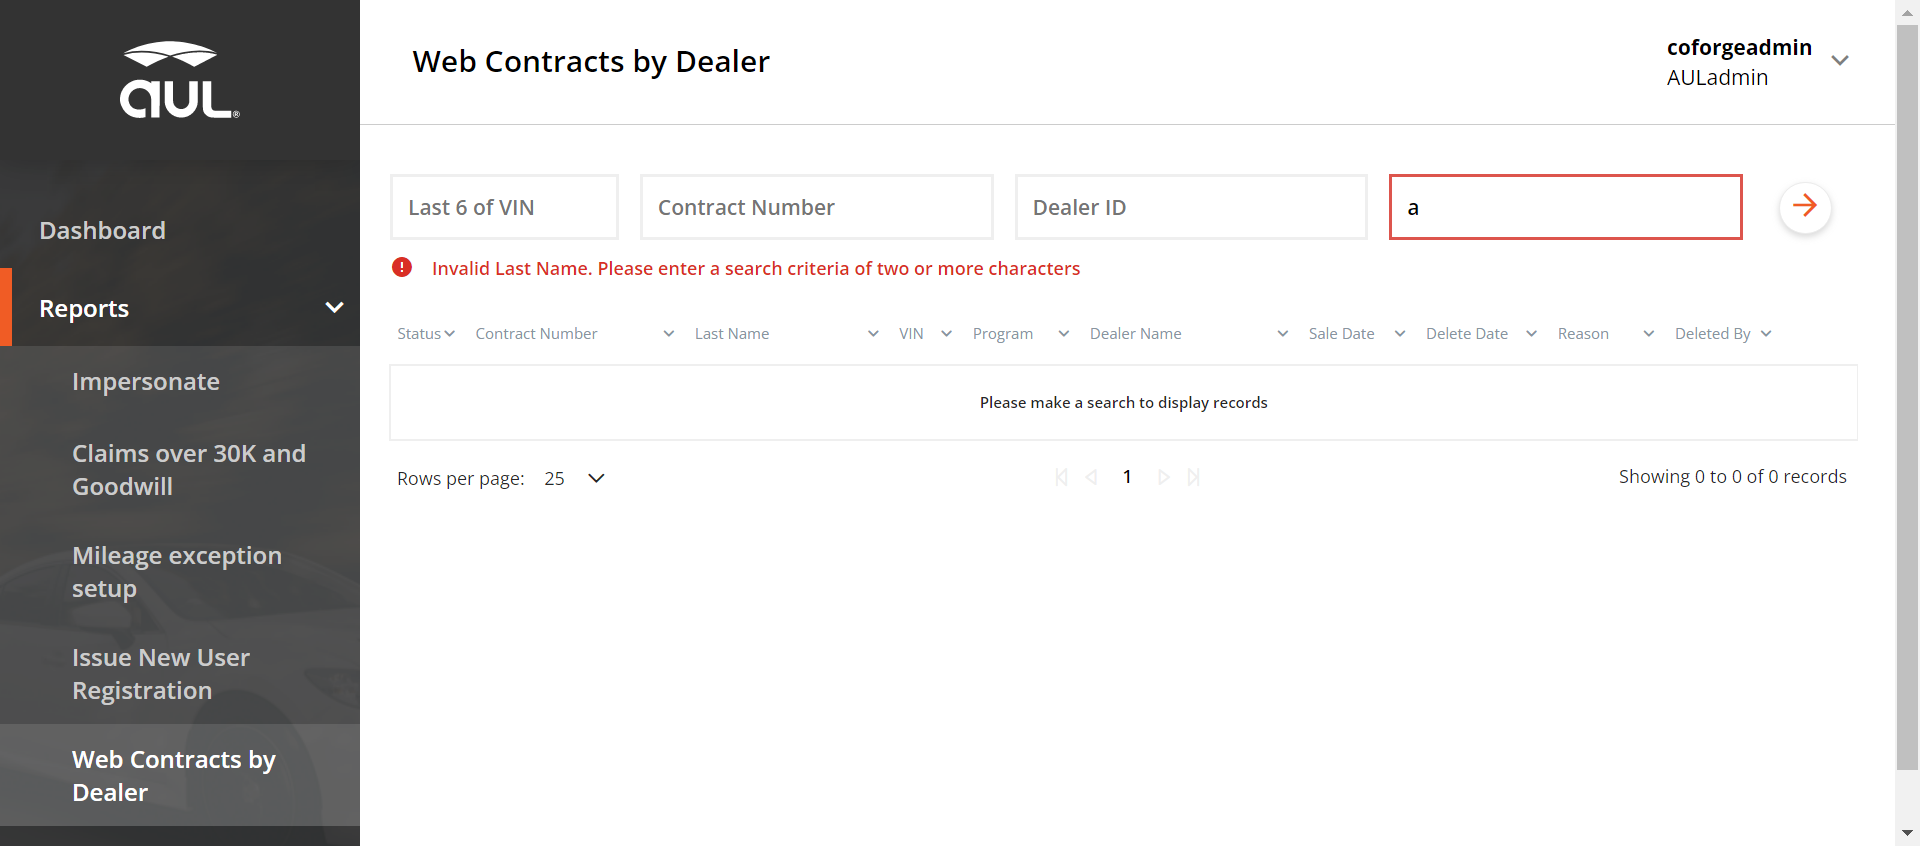 aUL®
Web Contracts by Dealer
coforgeadmin
AULadmin
Dashboard
Reports
Impersonate
Claims over 30K and
Goodwill
Mileage exception
setup
Issue New User
Registration
Web Contracts by
Dealer
Last 6 of VIN
Contract Number
Dealer ID
a
Invalid Last Name. Please enter a search criteria of two or more characters
Status Contract Number Last Name VIN Program Dealer Name Sale Date Delete Date Reason Deleted By
Please make a search to display records
Rows per page: 25
1
Showing 0 to 0 of 0 records